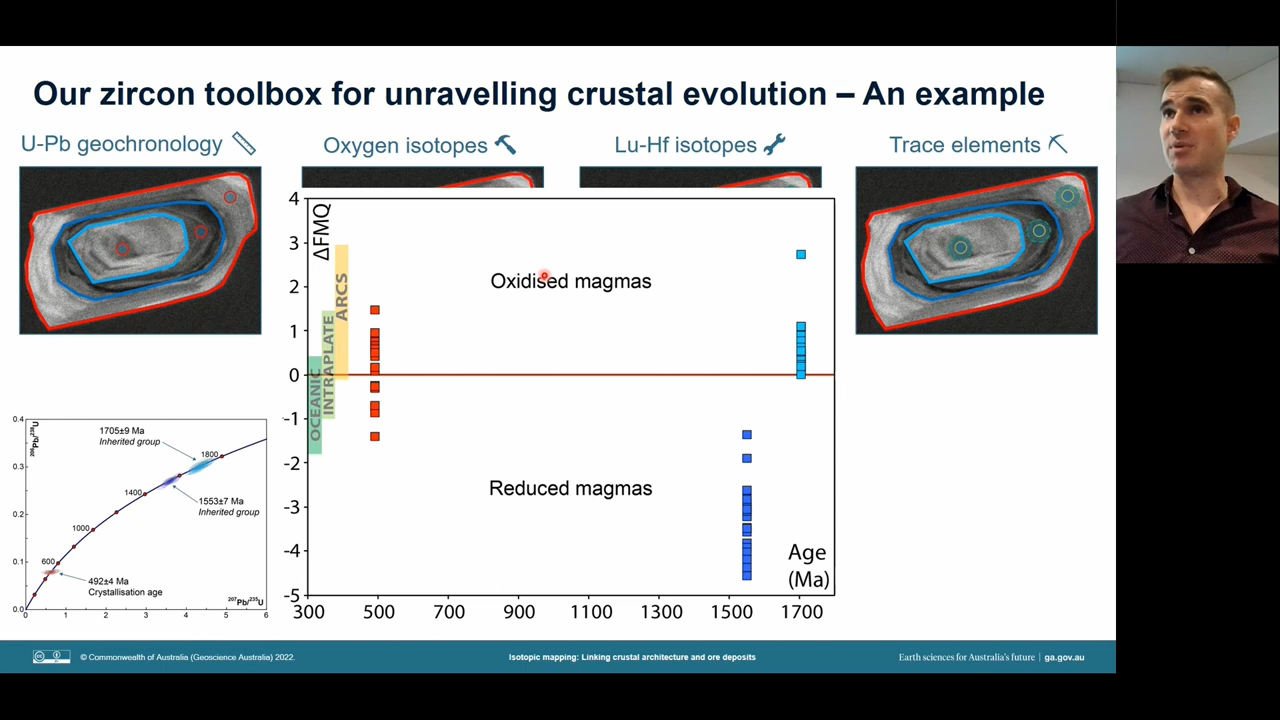 Our zircon toolbox for unravelling crustal evolution – An example
U-Pb geochronology
Oxygen isotopes
Lu-Hf isotopes
Trace elements
4
3
2
1
0
-1
-2
-3
-4
-5
ΔFMQ
ARCS
INTRAPLATE
OCEANIC
Oxidised magmas
Reduced magmas
Age
(Ma)
300
500
700
900
1100
1300
1500
1700
0.4
0.3
0.2
0.1
0.0
²⁰⁶Pb/²³⁸U
1705±9 Ma
Inherited group
1800
1400
1553±7 Ma
Inherited group
1000
600
492±4 Ma
Crystallisation age
²⁰⁷Pb/²³⁵U
0
1
2
3
4
5
6
© Commonwealth of Australia (Geoscience Australia) 2022.
Isotopic mapping: Linking crustal architecture and ore deposits
Earth sciences for Australia's future | ga.gov.au